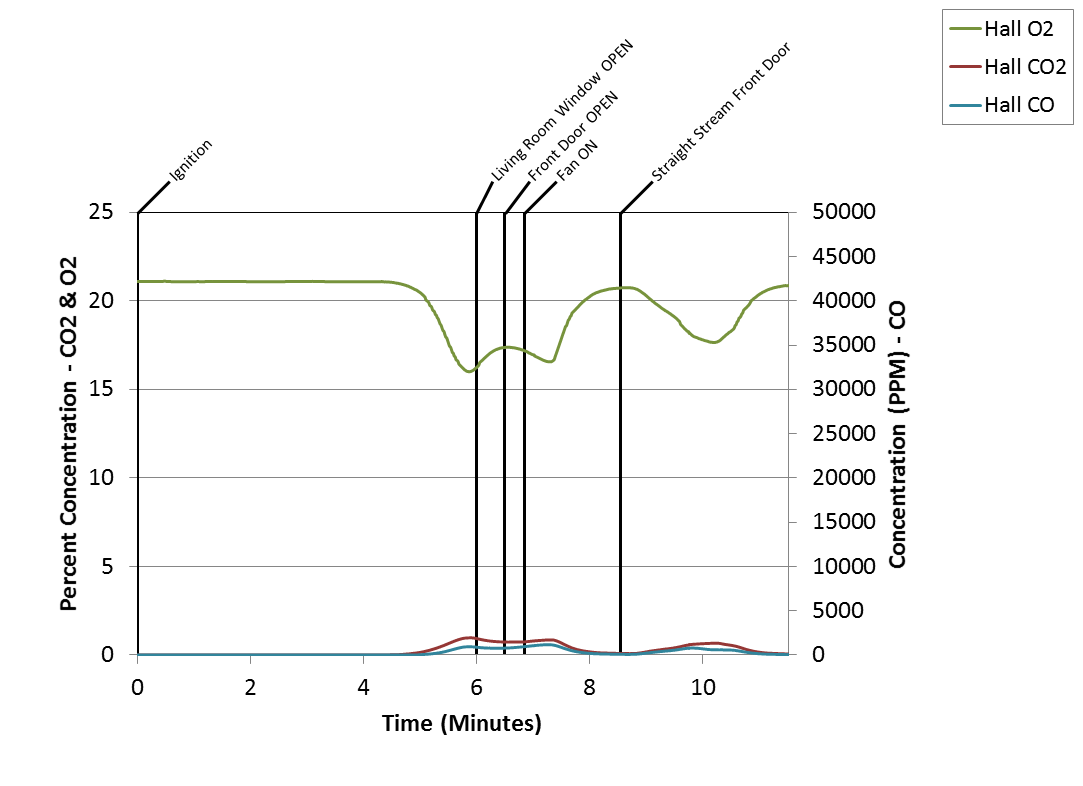 Hall O2
Hall CO2
Hall CO
Ignition
Living Room Window OPEN
Front Door OPEN
Fan ON
Straight Stream Front Door
25
20
15
10
5
0
Percent Concentration - CO2 & O2
50000
45000
40000
35000
30000
25000
20000
15000
10000
5000
0
Concentration (PPM) - CO
0 2 4 6 8 10
Time (Minutes)